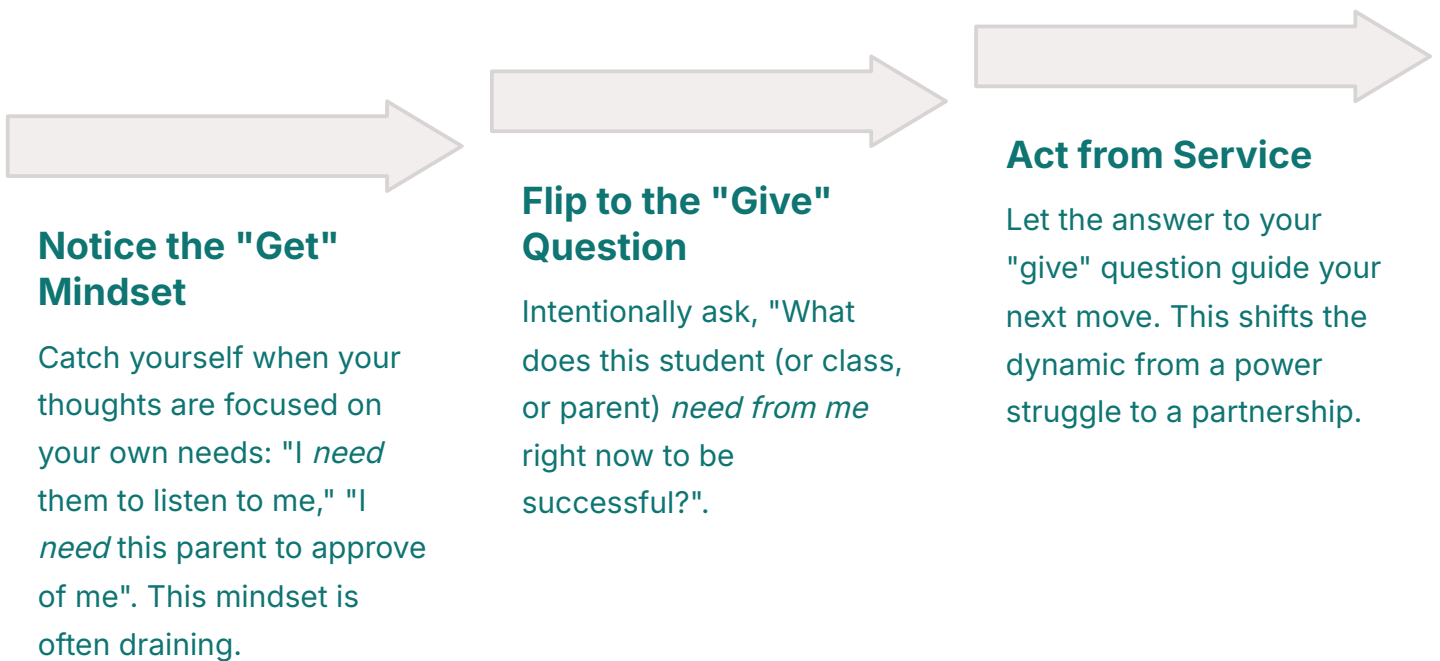 Notice the "Get"
Mindset
Catch yourself when your
thoughts are focused on
your own needs: "I need
them to listen to me," "I
need this parent to approve
of me". This mindset is
often draining.
Flip to the "Give"
Question
Intentionally ask, "What
does this student (or class,
or parent) need from me
right now to be
successful?".
Act from Service
Let the answer to your
"give" question guide your
next move. This shifts the
dynamic from a power
struggle to a partnership.